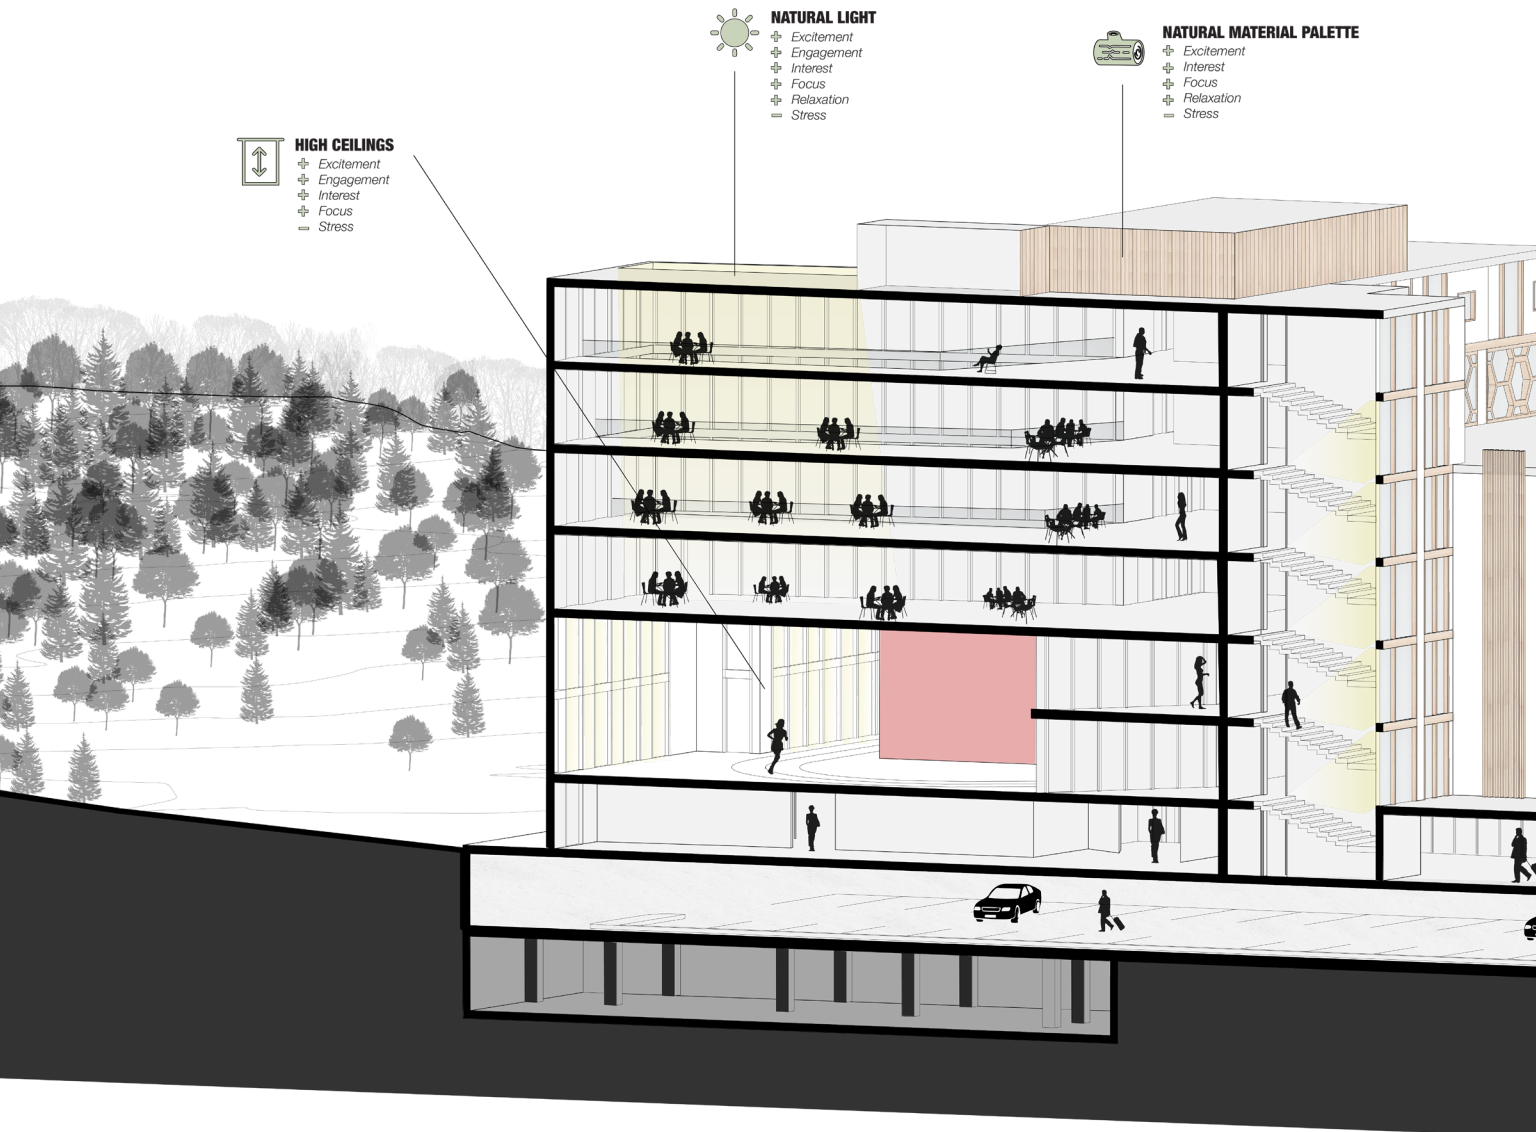 NATURAL LIGHT
+ Excitement
+ Engagement
+ Interest
+ Focus
+ Relaxation
− Stress
NATURAL MATERIAL PALETTE
+ Excitement
+ Interest
+ Focus
+ Relaxation
− Stress
HIGH CEILINGS
+ Excitement
+ Engagement
+ Interest
+ Focus
− Stress